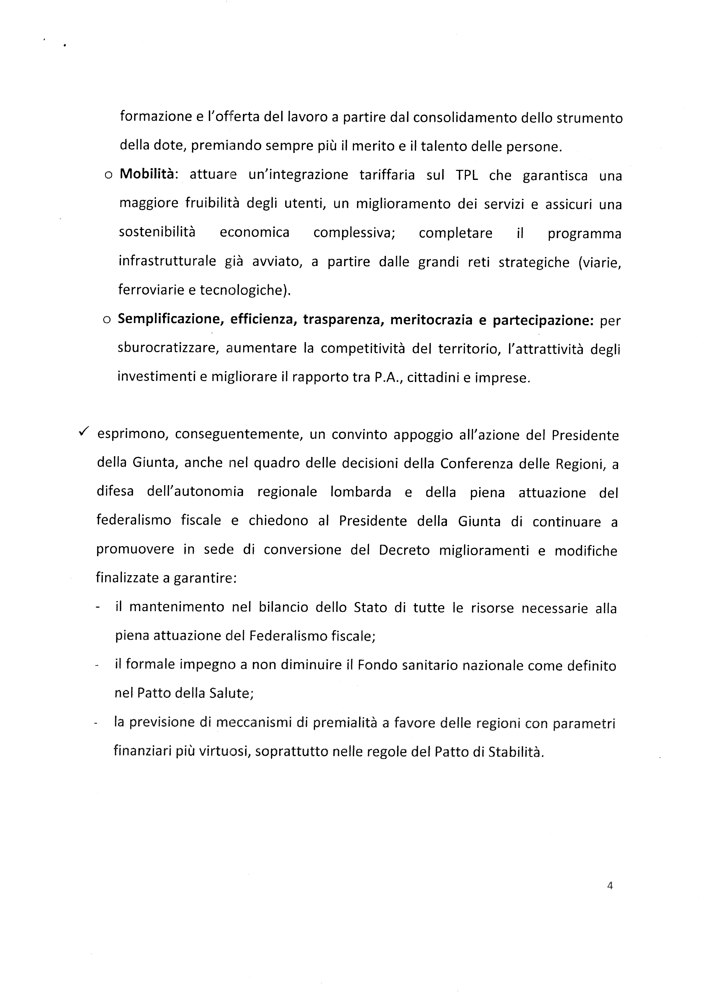 formazione e l'offerta del lavoro a partire dal consolidamento dello strumento
della dote, premiando sempre più il merito e il talento delle persone.
o Mobilità: attuare un'integrazione tariffaria sul TPL che garantisca una
maggiore fruibilità degli utenti, un miglioramento dei servizi e assicuri una
sostenibilità economica complessiva; completare il programma
infrastrutturale già avviato, a partire dalle grandi reti strategiche (viarie,
ferroviarie e tecnologiche).
o Semplificazione, efficienza, trasparenza, meritocrazia e partecipazione: per
sburocratizzare, aumentare la competitività del territorio, l'attrattività degli
investimenti e migliorare il rapporto tra P.A., cittadini e imprese.
✓ esprimono, conseguentemente, un convinto appoggio all'azione del Presidente
della Giunta, anche nel quadro delle decisioni della Conferenza delle Regioni, a
difesa dell'autonomia regionale lombarda e della piena attuazione del
federalismo fiscale e chiedono al Presidente della Giunta di continuare a
promuovere in sede di conversione del Decreto miglioramenti e modifiche
finalizzate a garantire:
- il mantenimento nel bilancio dello Stato di tutte le risorse necessarie alla
piena attuazione del Federalismo fiscale;
- il formale impegno a non diminuire il Fondo sanitario nazionale come definito
nel Patto della Salute;
- la previsione di meccanismi di premialità a favore delle regioni con parametri
finanziari più virtuosi, soprattutto nelle regole del Patto di Stabilità.
4